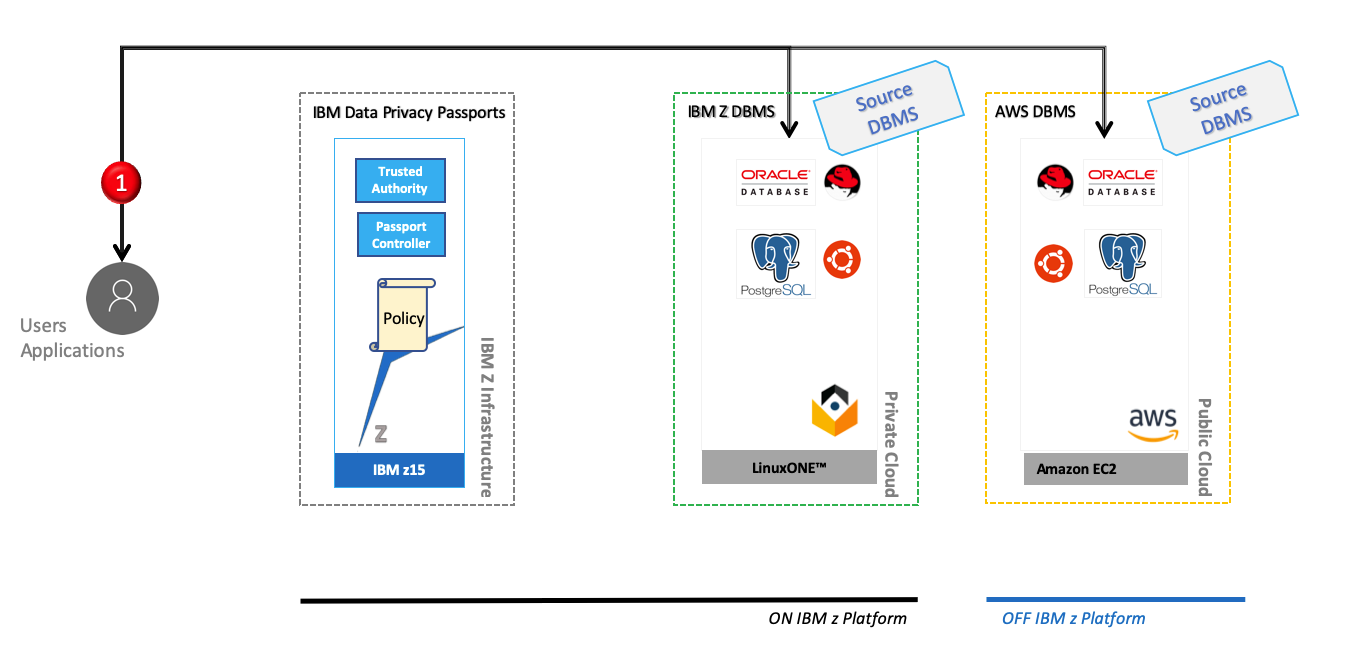 IBM Data Privacy Passports
Trusted
Authority
Passport
Controller
Policy
Z
IBM z15
IBM Z Infrastructure
1
Users
Applications
IBM Z DBMS
Source
DBMS
ORACLE
DATABASE
PostgreSQL
LinuxONE™
Private Cloud
AWS DBMS
Source
DBMS
ORACLE
DATABASE
PostgreSQL
aws
Amazon EC2
Public Cloud
ON IBM z Platform
OFF IBM z Platform